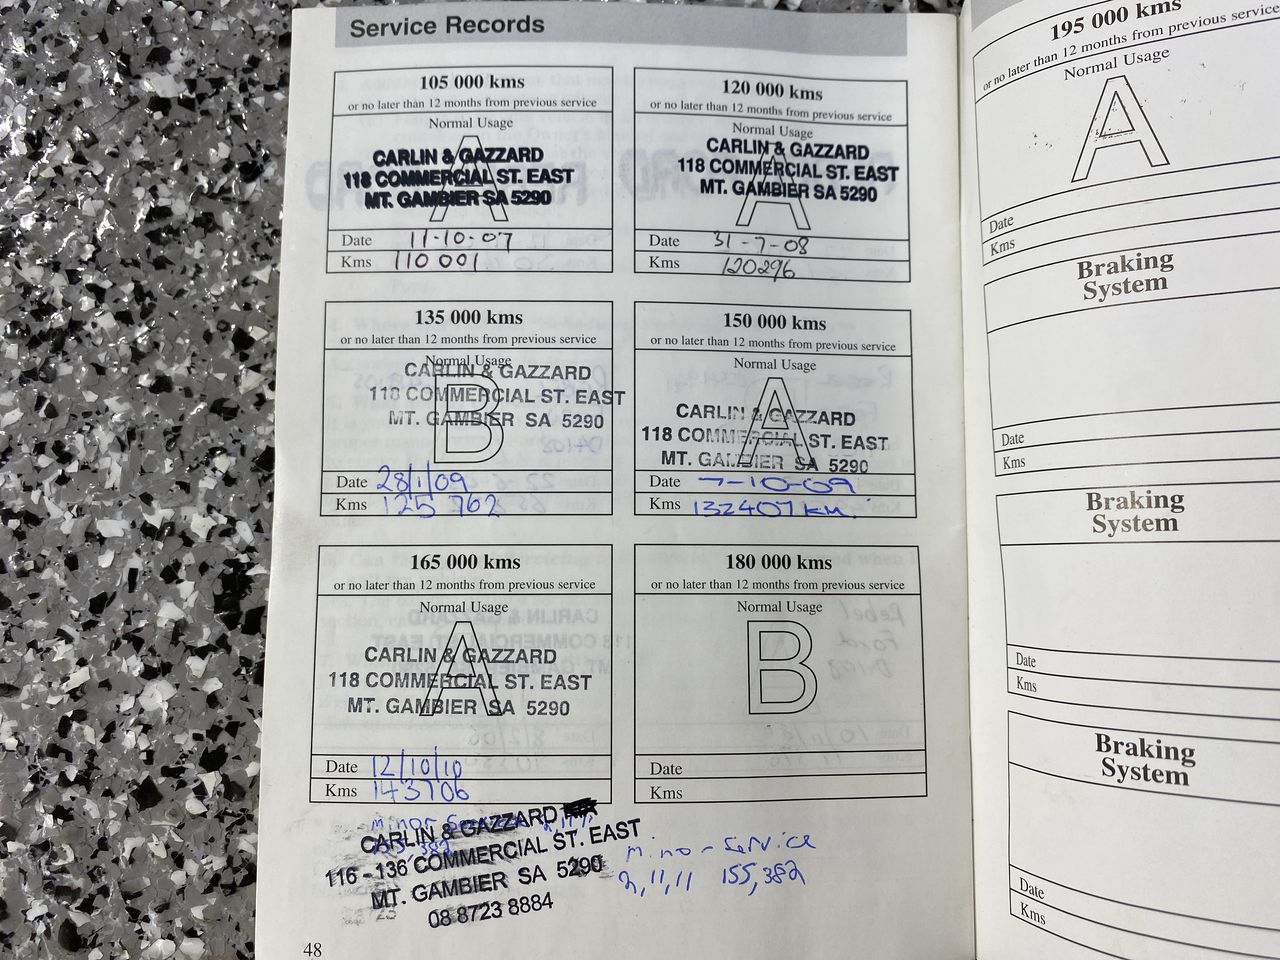 Service Records
105 000 kms
or no later than 12 months from previous service
Normal Usage
A
CARLIN & GAZZARD
118 COMMERCIAL ST. EAST
MT. GAMBIER SA 5290
Date 11-10-07
Kms 110 001
120 000 kms
or no later than 12 months from previous service
Normal Usage
A
CARLIN & GAZZARD
118 COMMERCIAL ST. EAST
MT. GAMBIER SA 5290
Date 31-7-08
Kms 120296
135 000 kms
or no later than 12 months from previous service
Normal Usage
B
CARLIN & GAZZARD
118 COMMERCIAL ST. EAST
MT. GAMBIER SA 5290
Date 28/1/09
Kms 125 762
150 000 kms
or no later than 12 months from previous service
Normal Usage
A
CARLIN & GAZZARD
118 COMMERCIAL ST. EAST
MT. GAMBIER SA 5290
Date 7-10-09
Kms 132407 KM.
165 000 kms
or no later than 12 months from previous service
Normal Usage
A
CARLIN & GAZZARD
118 COMMERCIAL ST. EAST
MT. GAMBIER SA 5290
Date 12/10/10
Kms 143706
180 000 kms
or no later than 12 months from previous service
Normal Usage
B
Date
Kms
Minor
CARLIN & GAZZARD
116-136 COMMERCIAL ST. EAST
MT. GAMBIER SA 5290
08 8723 8884
Minor Service
2,11,11 155,382
48
195 000 kms
or no later than 12 months from previous service
Normal Usage
A
Date
Kms
Braking
System
Date
Kms
Braking
System
Date
Kms
Braking
System
Date
Kms